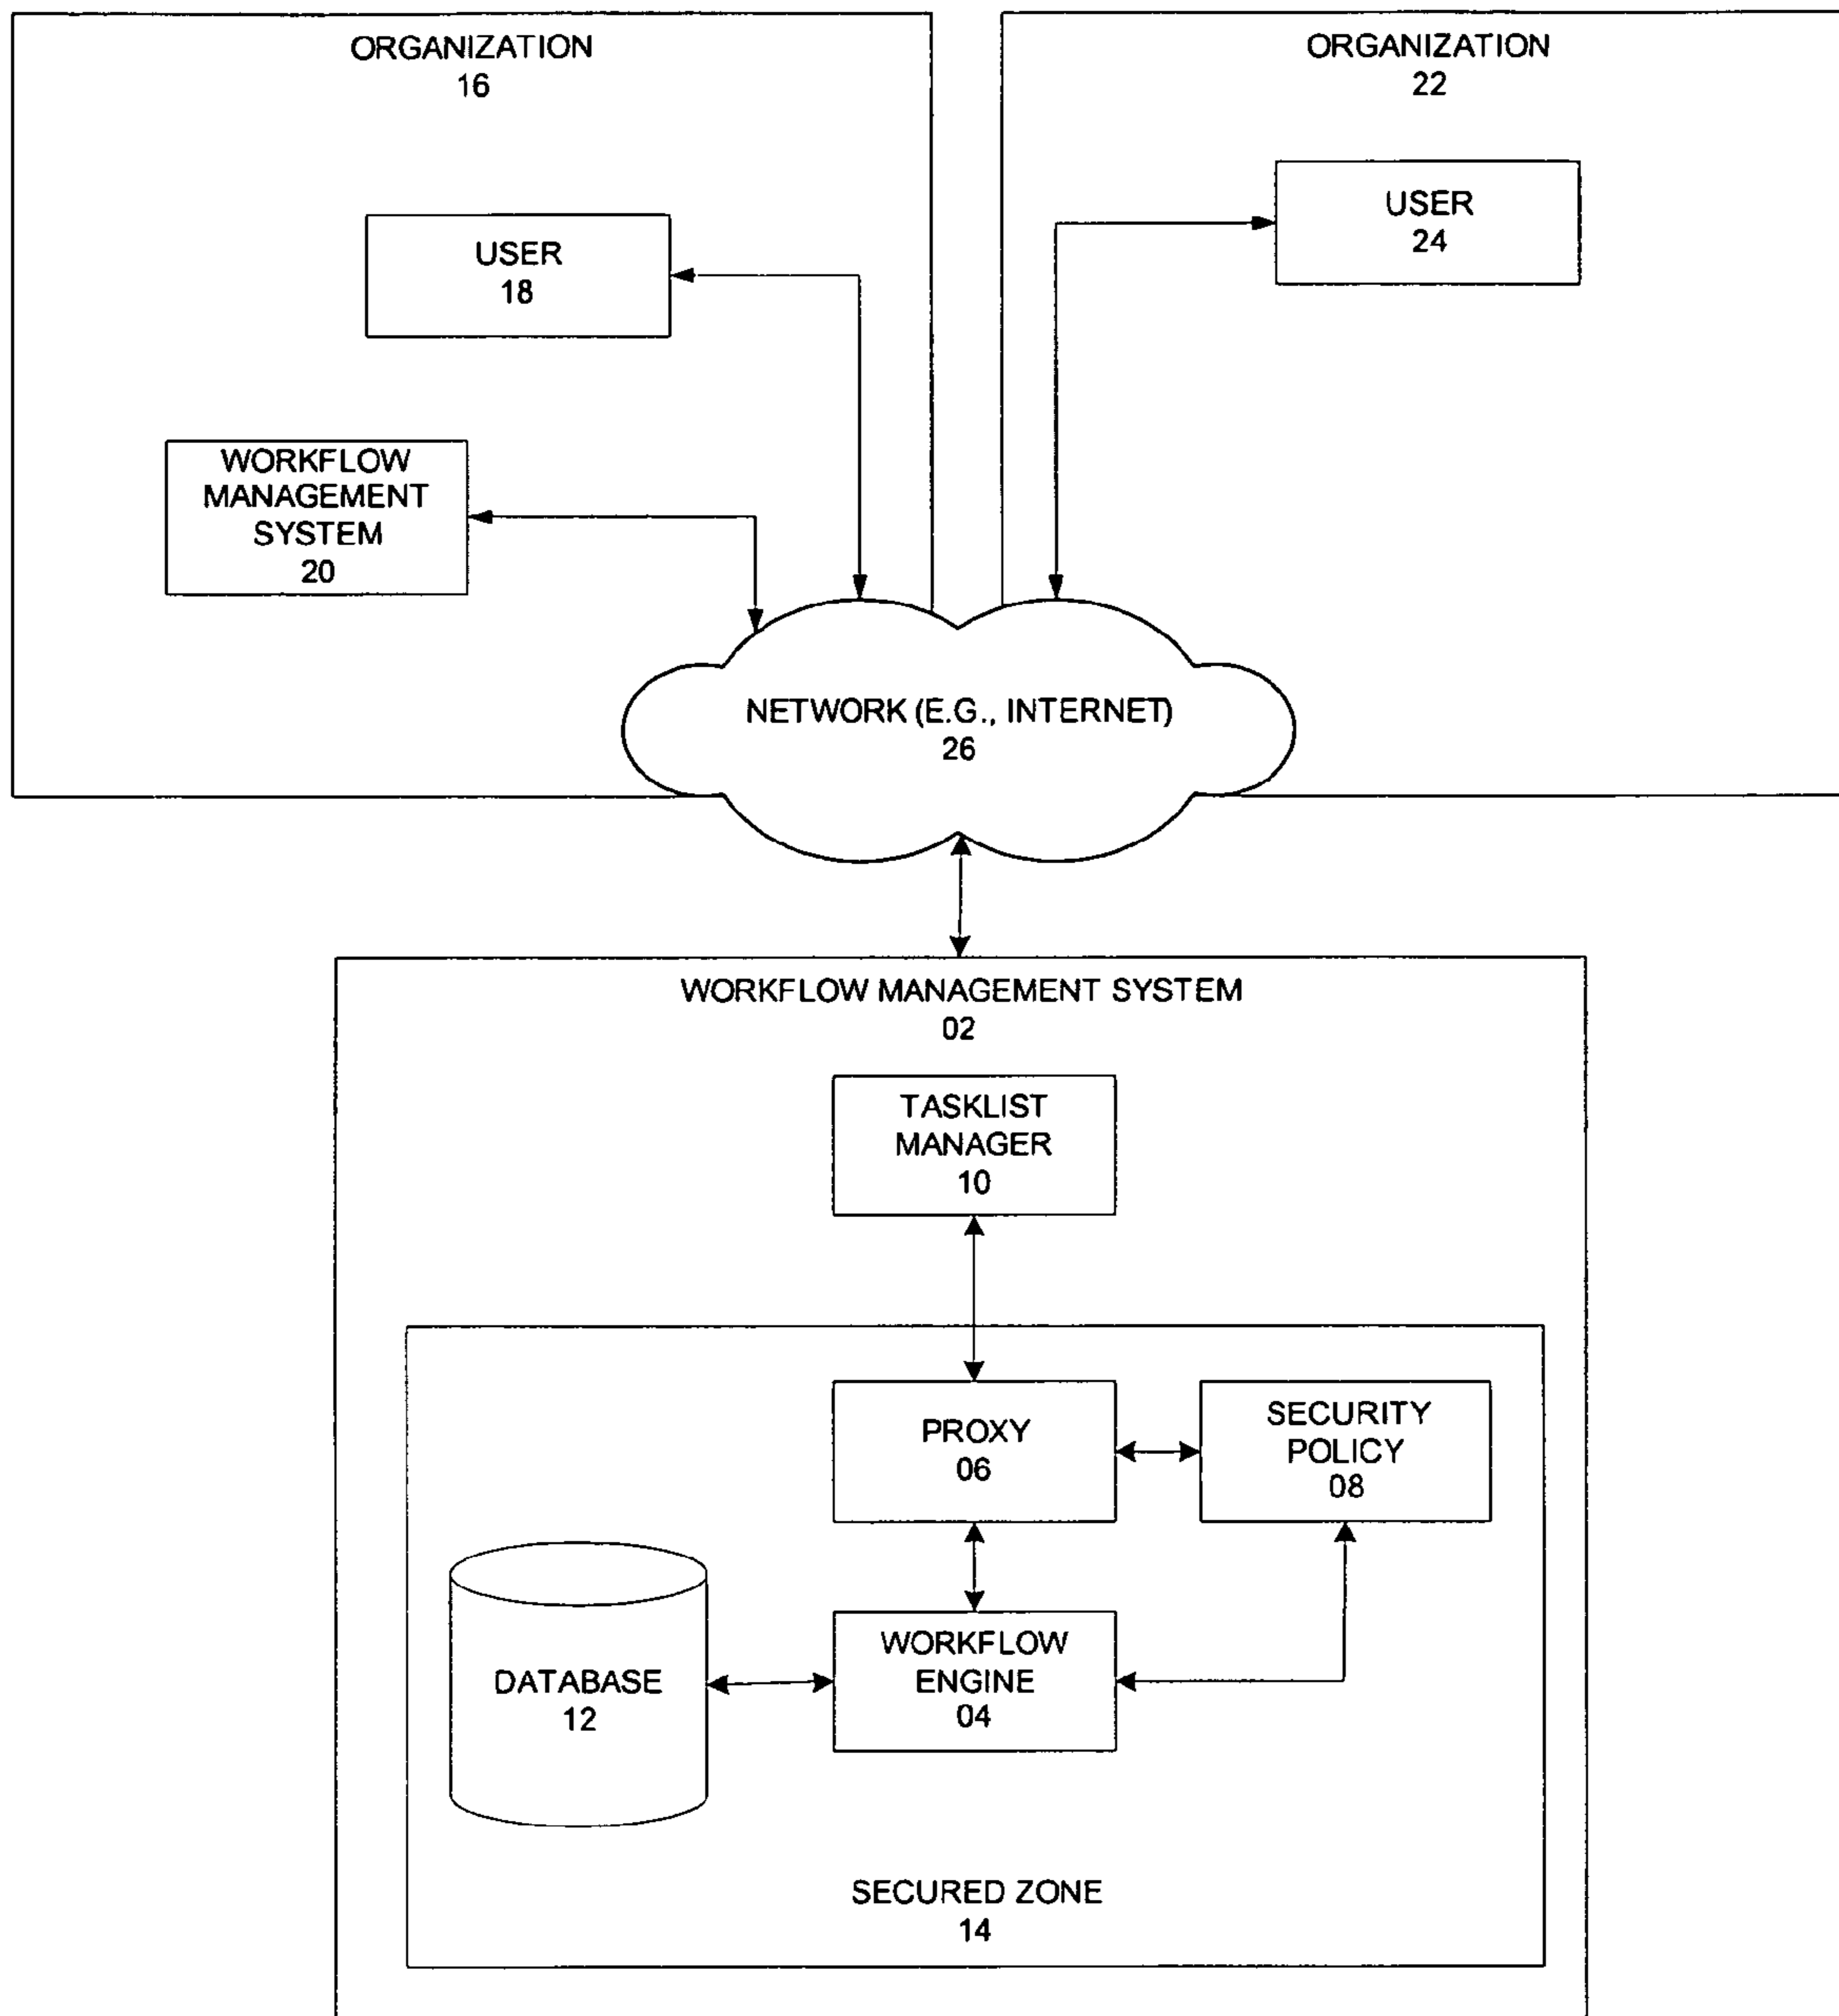 ORGANIZATION
16
ORGANIZATION
22
USER
18
USER
24
WORKFLOW
MANAGEMENT
SYSTEM
20
NETWORK (E.G., INTERNET)
26
WORKFLOW MANAGEMENT SYSTEM
02
TASKLIST
MANAGER
10
PROXY
06
SECURITY
POLICY
08
DATABASE
12
WORKFLOW
ENGINE
04
SECURED ZONE
14